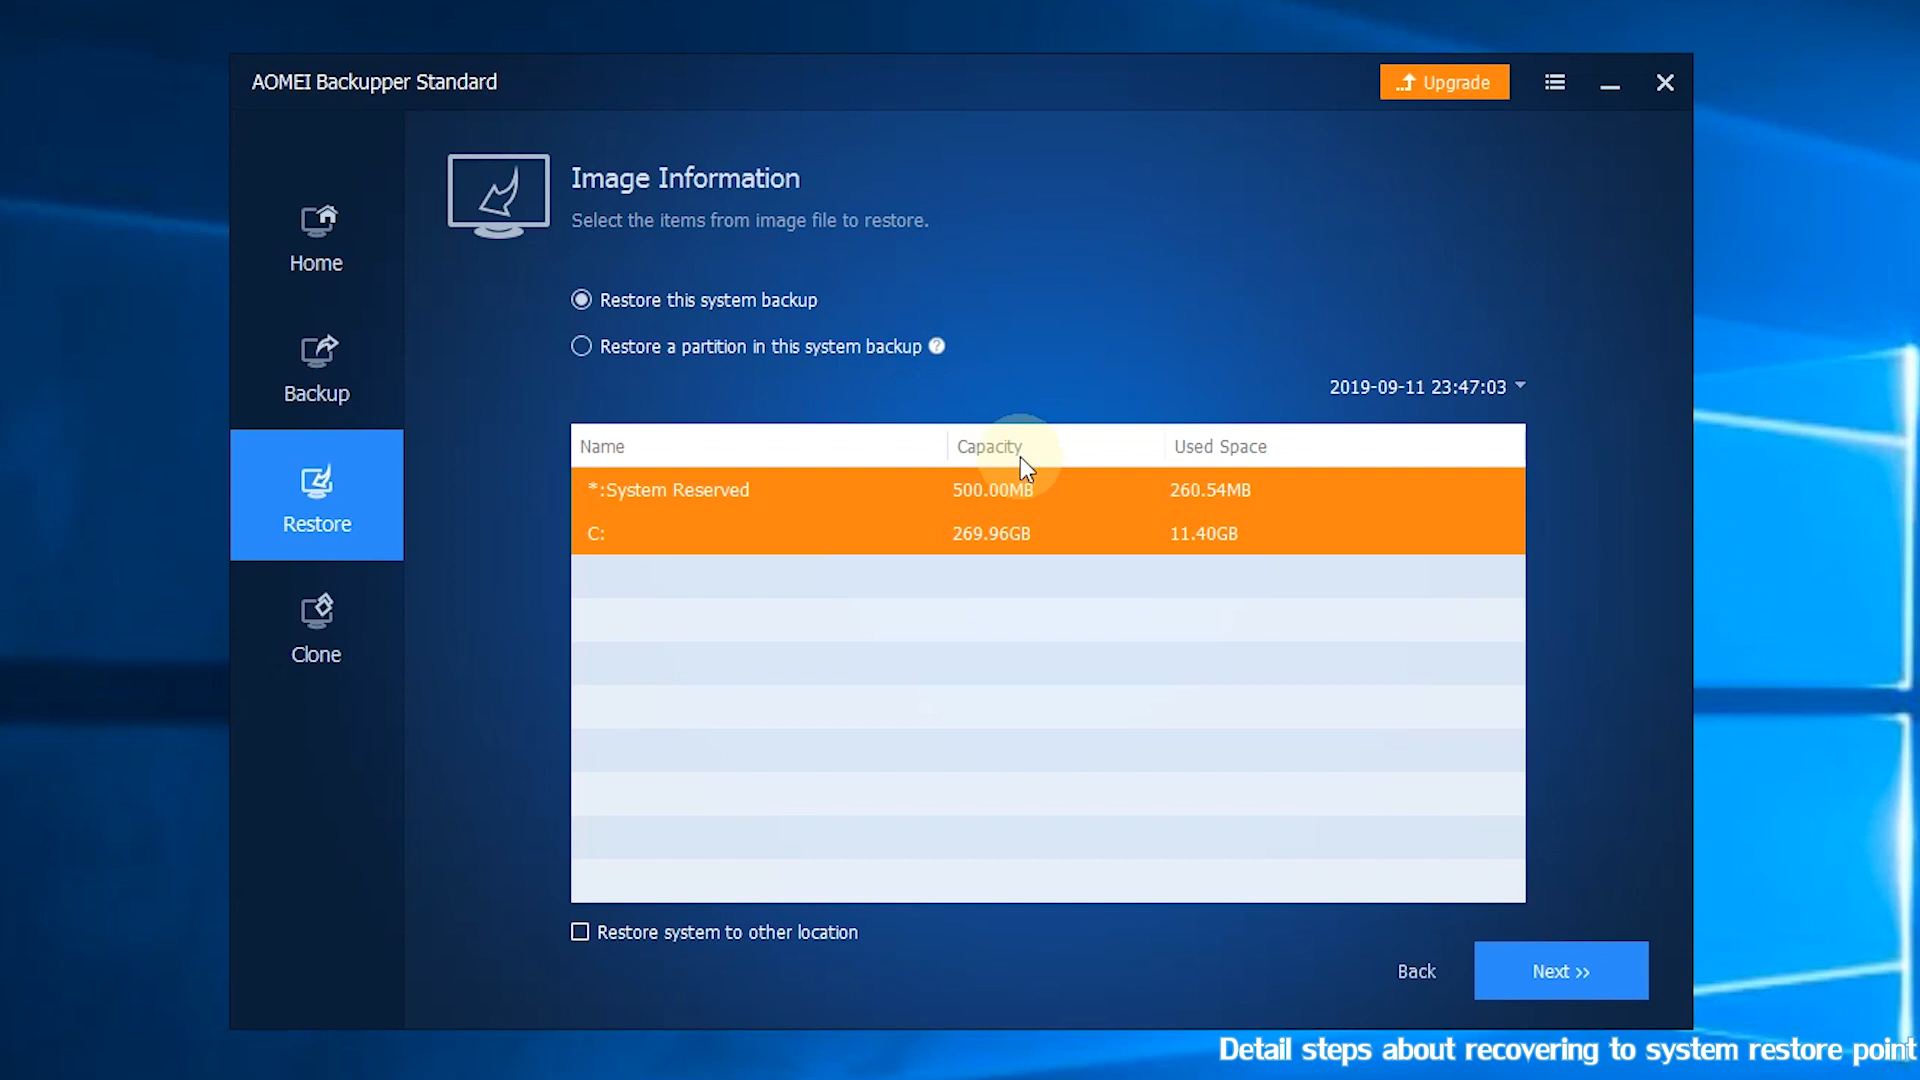 AOMEI Backupper Standard
Upgrade
Home
Backup
Restore
Clone
Image Information
Select the items from image file to restore.
Restore this system backup
Restore a partition in this system backup ?
2019-09-11 23:47:03
Name Capacity Used Space
*:System Reserved 500.00MB 260.54MB
C: 269.96GB 11.40GB
Restore system to other location
Back Next >>
Detail steps about recovering to system restore point